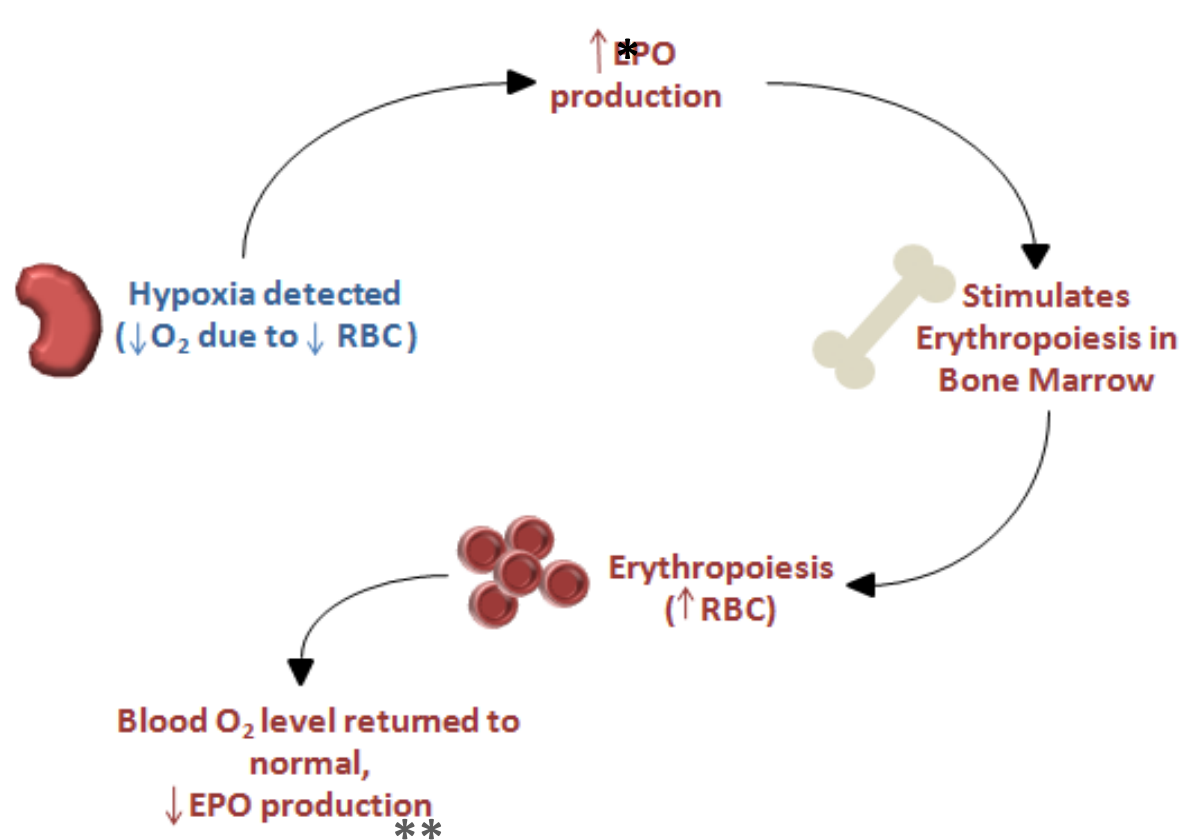 ↑EPO*
production
Hypoxia detected
(↓O₂ due to ↓ RBC)
Stimulates
Erythropoiesis in
Bone Marrow
Erythropoiesis
(↑RBC)
Blood O₂ level returned to
normal,
↓EPO production
**